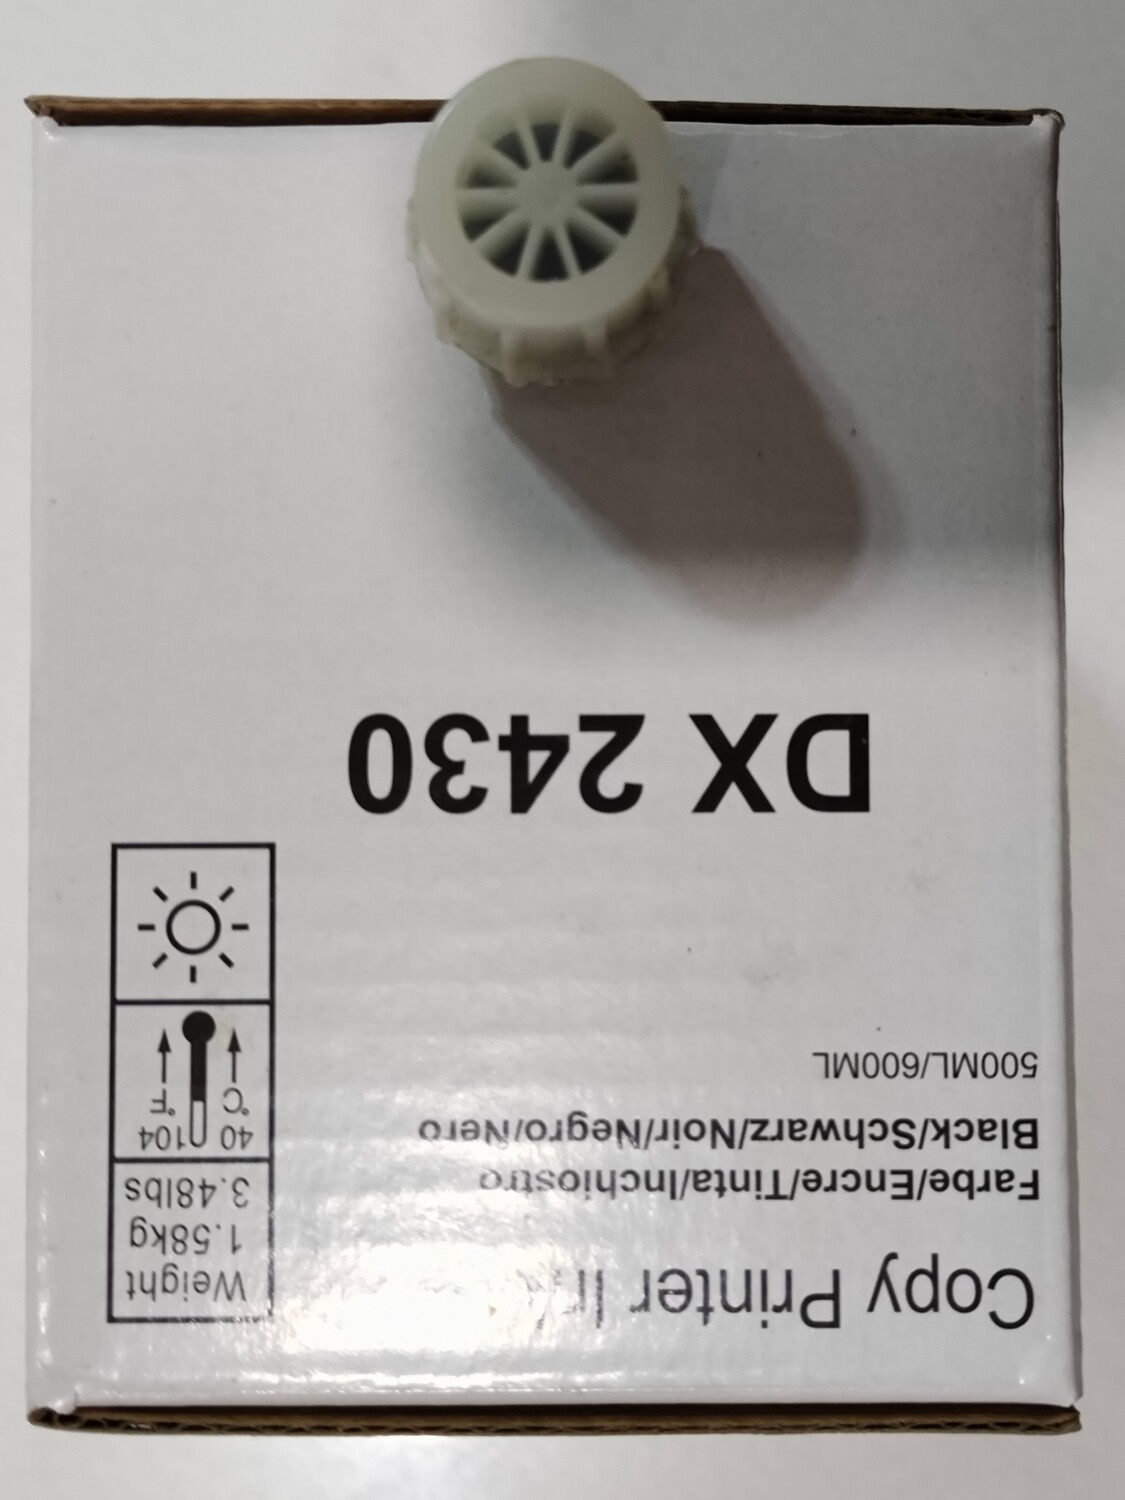 Copy Printer
Farbe/Encre/Tinta/Inchiostro
Black/Schwarz/Noir/Negro/Nero
500ML/600ML
Weight
1.58kg
3.48lbs
40 104
°C °F
DX 2430